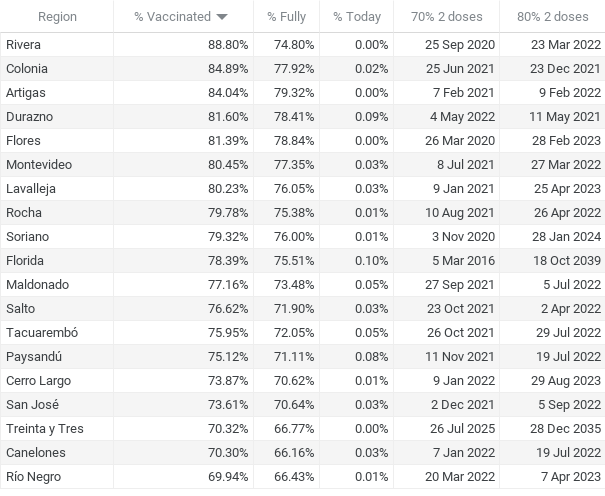 Region % Vaccinated % Fully % Today 70% 2 doses 80% 2 doses
Rivera 88.80% 74.80% 0.00% 25 Sep 2020 23 Mar 2022
Colonia 84.89% 77.92% 0.02% 25 Jun 2021 23 Dec 2021
Artigas 84.04% 79.32% 0.00% 7 Feb 2021 9 Feb 2022
Durazno 81.60% 78.41% 0.09% 4 May 2022 11 May 2021
Flores 81.39% 78.84% 0.00% 26 Mar 2020 28 Feb 2023
Montevideo 80.45% 77.35% 0.03% 8 Jul 2021 27 Mar 2022
Lavalleja 80.23% 76.05% 0.03% 9 Jan 2021 25 Apr 2023
Rocha 79.78% 75.38% 0.01% 10 Aug 2021 26 Apr 2022
Soriano 79.32% 76.00% 0.01% 3 Nov 2020 28 Jan 2024
Florida 78.39% 75.51% 0.10% 5 Mar 2016 18 Oct 2039
Maldonado 77.16% 73.48% 0.05% 27 Sep 2021 5 Jul 2022
Salto 76.62% 71.90% 0.03% 23 Oct 2021 2 Apr 2022
Tacuarembó 75.95% 72.05% 0.05% 26 Oct 2021 29 Jul 2022
Paysandú 75.12% 71.11% 0.08% 11 Nov 2021 19 Jul 2022
Cerro Largo 73.87% 70.62% 0.01% 9 Jan 2022 29 Aug 2023
San José 73.61% 70.64% 0.03% 2 Dec 2021 5 Sep 2022
Treinta y Tres 70.32% 66.77% 0.00% 26 Jul 2025 28 Dec 2035
Canelones 70.30% 66.16% 0.03% 7 Jan 2022 19 Jul 2022
Río Negro 69.94% 66.43% 0.01% 20 Mar 2022 7 Apr 2023